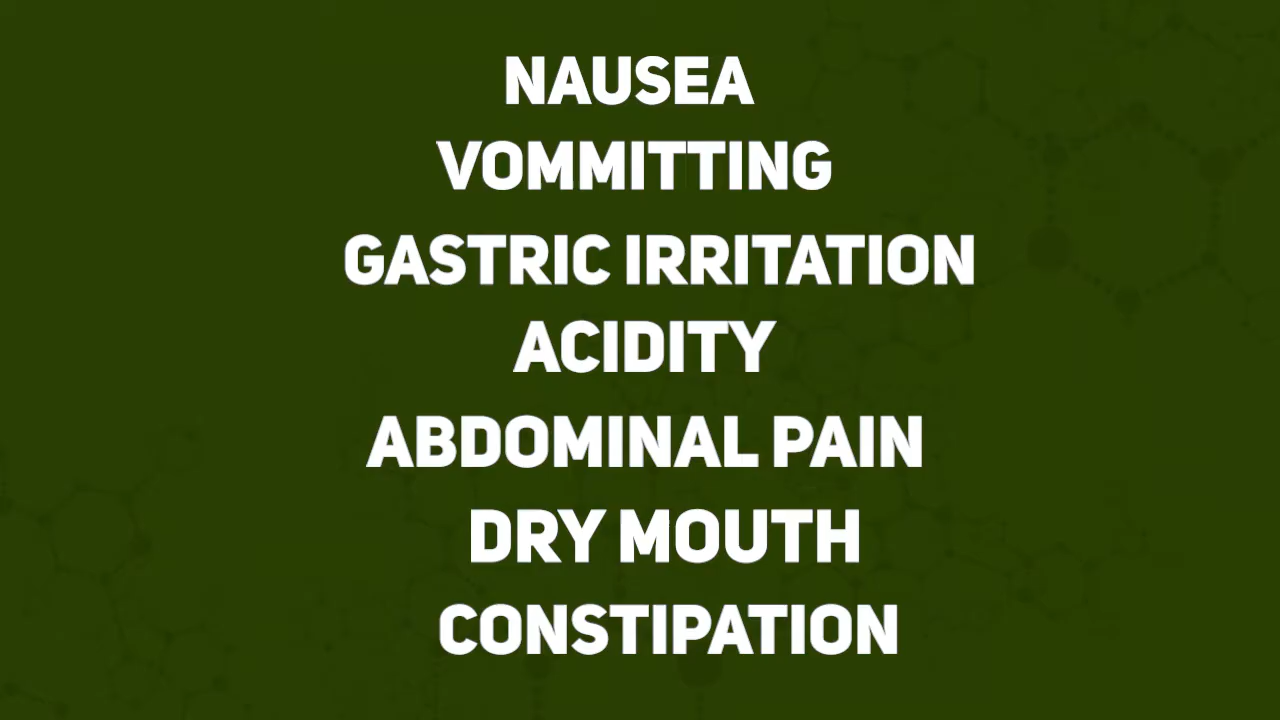 NAUSEA
VOMMITTING
GASTRIC IRRITATION
ACIDITY
ABDOMINAL PAIN
DRY MOUTH
CONSTIPATION